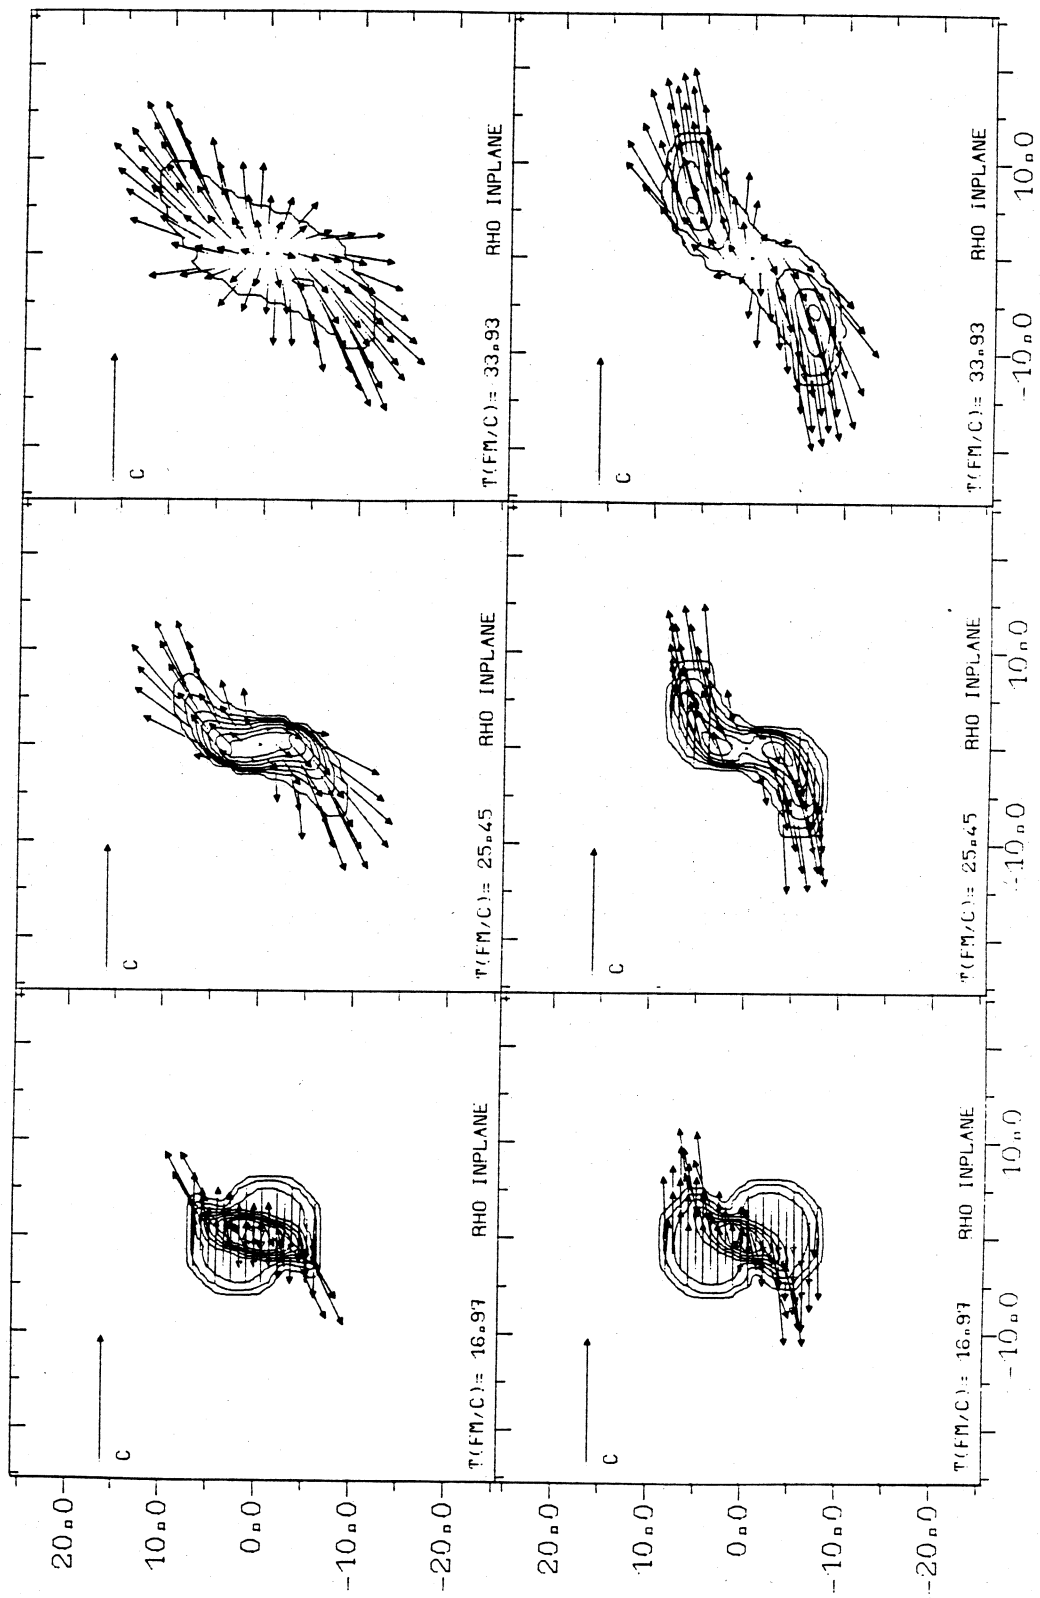 C
T(FM/C)= 33.93 RHO INPLANE
C
T(FM/C)= 33.93 RHO INPLANE
-10.0 10.0
C
T(FM/C)= 25.45 RHO INPLANE
C
T(FM/C)= 25.45 RHO INPLANE
-10.0 10.0
C
T(FM/C)= 16.97 RHO INPLANE
C
T(FM/C)= 16.97 RHO INPLANE
-10.0 10.0
20.0
10.0
0.0
-10.0
-20.0
20.0
10.0
0.0
-10.0
-20.0